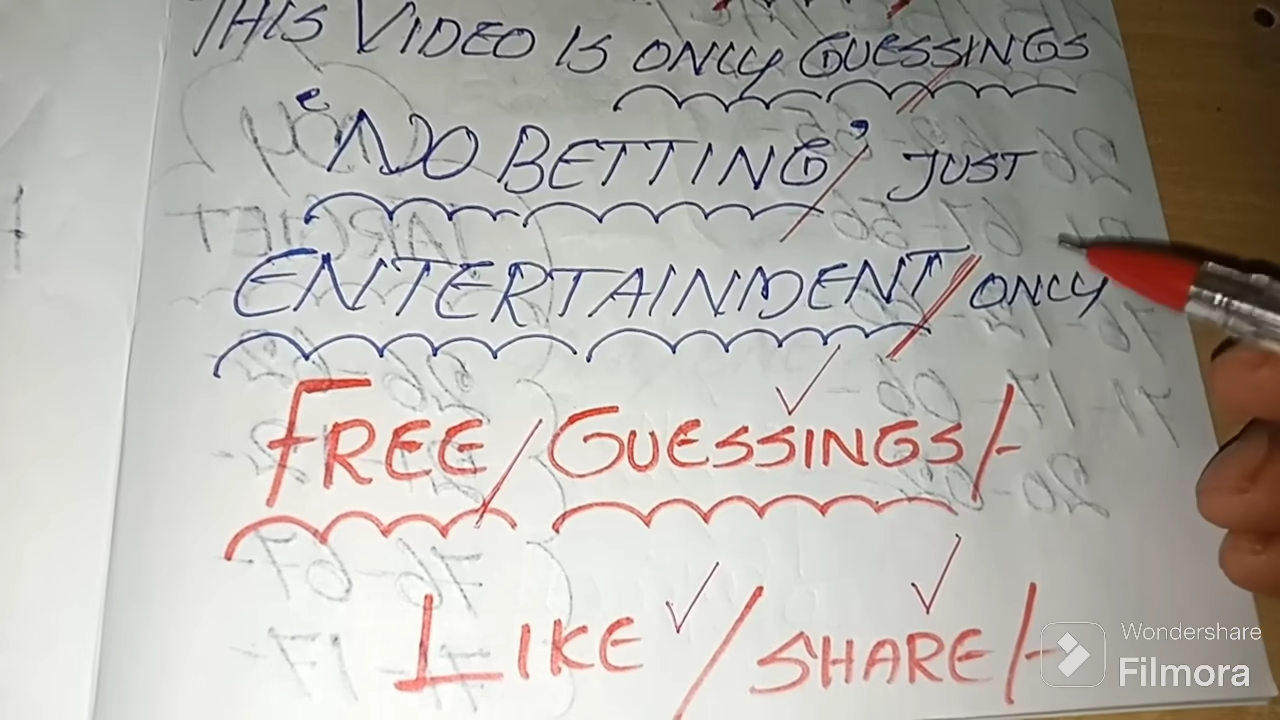 THIS VIDEO IS ONLY GUESSINGS
"NO BETTING" JUST
ENTERTAINMENT/ONLY
FREE/GUESSINGS/-
LIKE/SHARE/-
Wondershare
Filmora